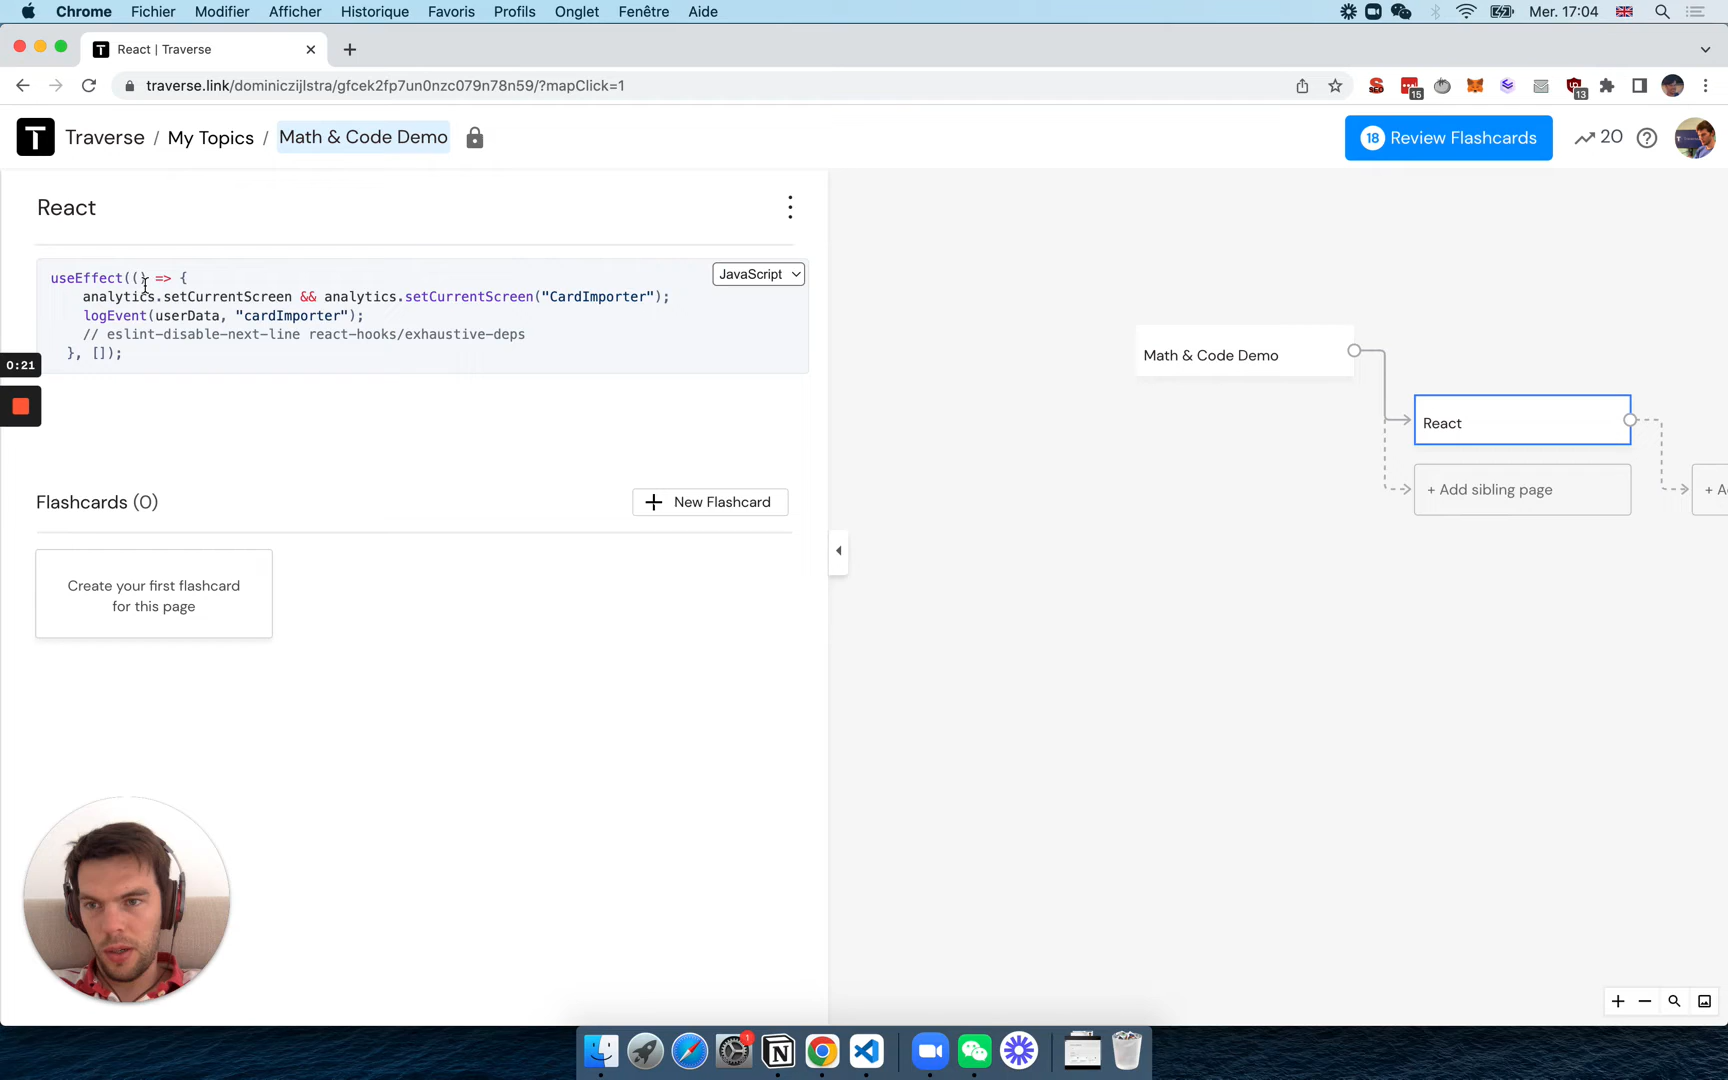 Chrome Fichier Modifier Afficher Historique Favoris Profils Onglet Fenêtre Aide Mer. 17:04
React | Traverse
traverse.link/dominiczijlstra/gfcek2fp7un0nzc079n78n59/?mapClick=1
15
13
T Traverse / My Topics / Math & Code Demo
18 Review Flashcards
20
React
JavaScript
useEffect(() => {
analytics.setCurrentScreen && analytics.setCurrentScreen("CardImporter");
logEvent(userData, "cardImporter");
// eslint-disable-next-line react-hooks/exhaustive-deps
}, []);
0:21
Flashcards (0)
+ New Flashcard
Create your first flashcard
for this page
Math & Code Demo
React
+ Add sibling page
+ A
1